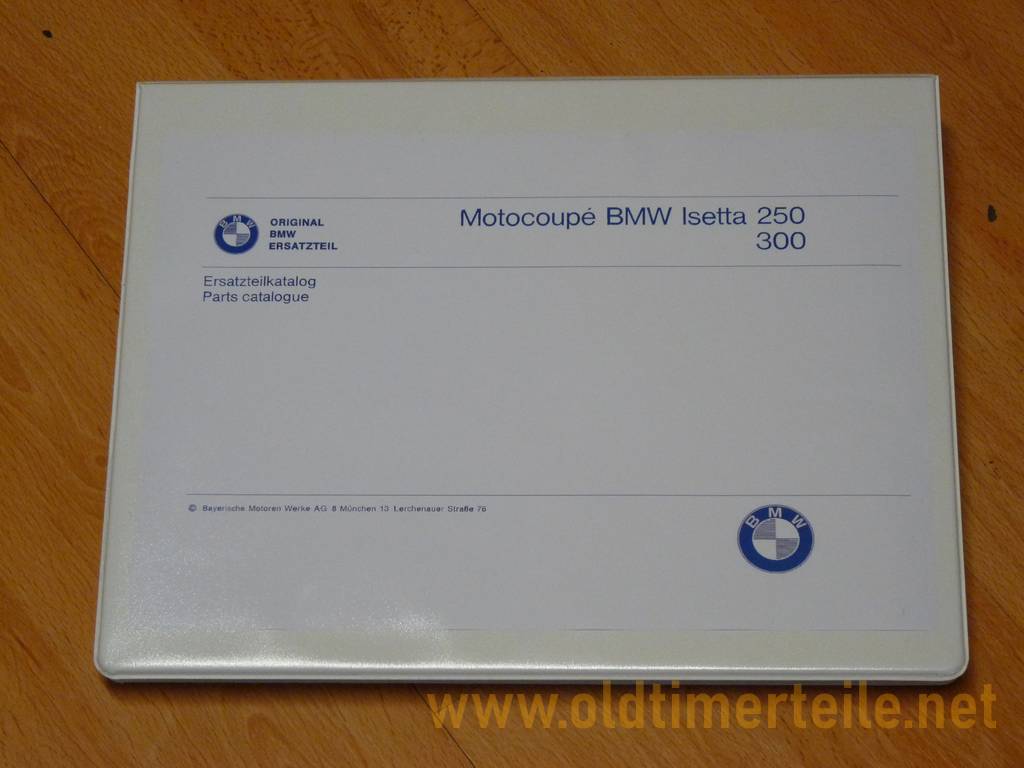 BMW
ORIGINAL
BMW
ERSATZTEIL
Motocoupé BMW Isetta 250
300
Ersatzteilkatalog
Parts catalogue
© Bayerische Motoren Werke AG 8 München 13 Lerchenauer Straße 76
BMW
www.oldtimerteile.net